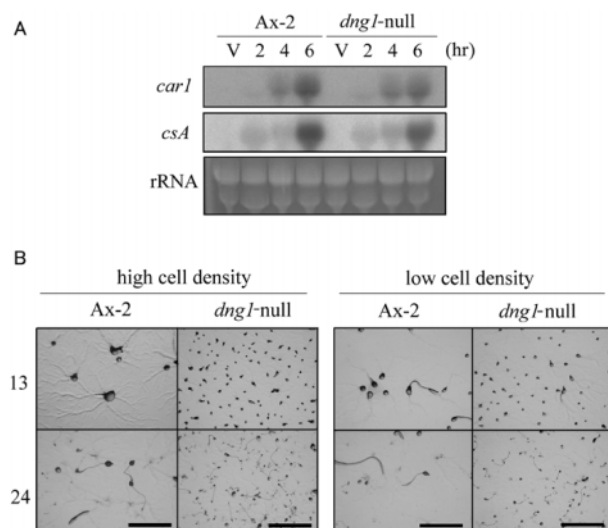 A
Ax-2 dng1-null
V 2 4 6 V 2 4 6 (hr)
car1
csA
rRNA
B
high cell density low cell density
Ax-2 dng1-null Ax-2 dng1-null
13
24